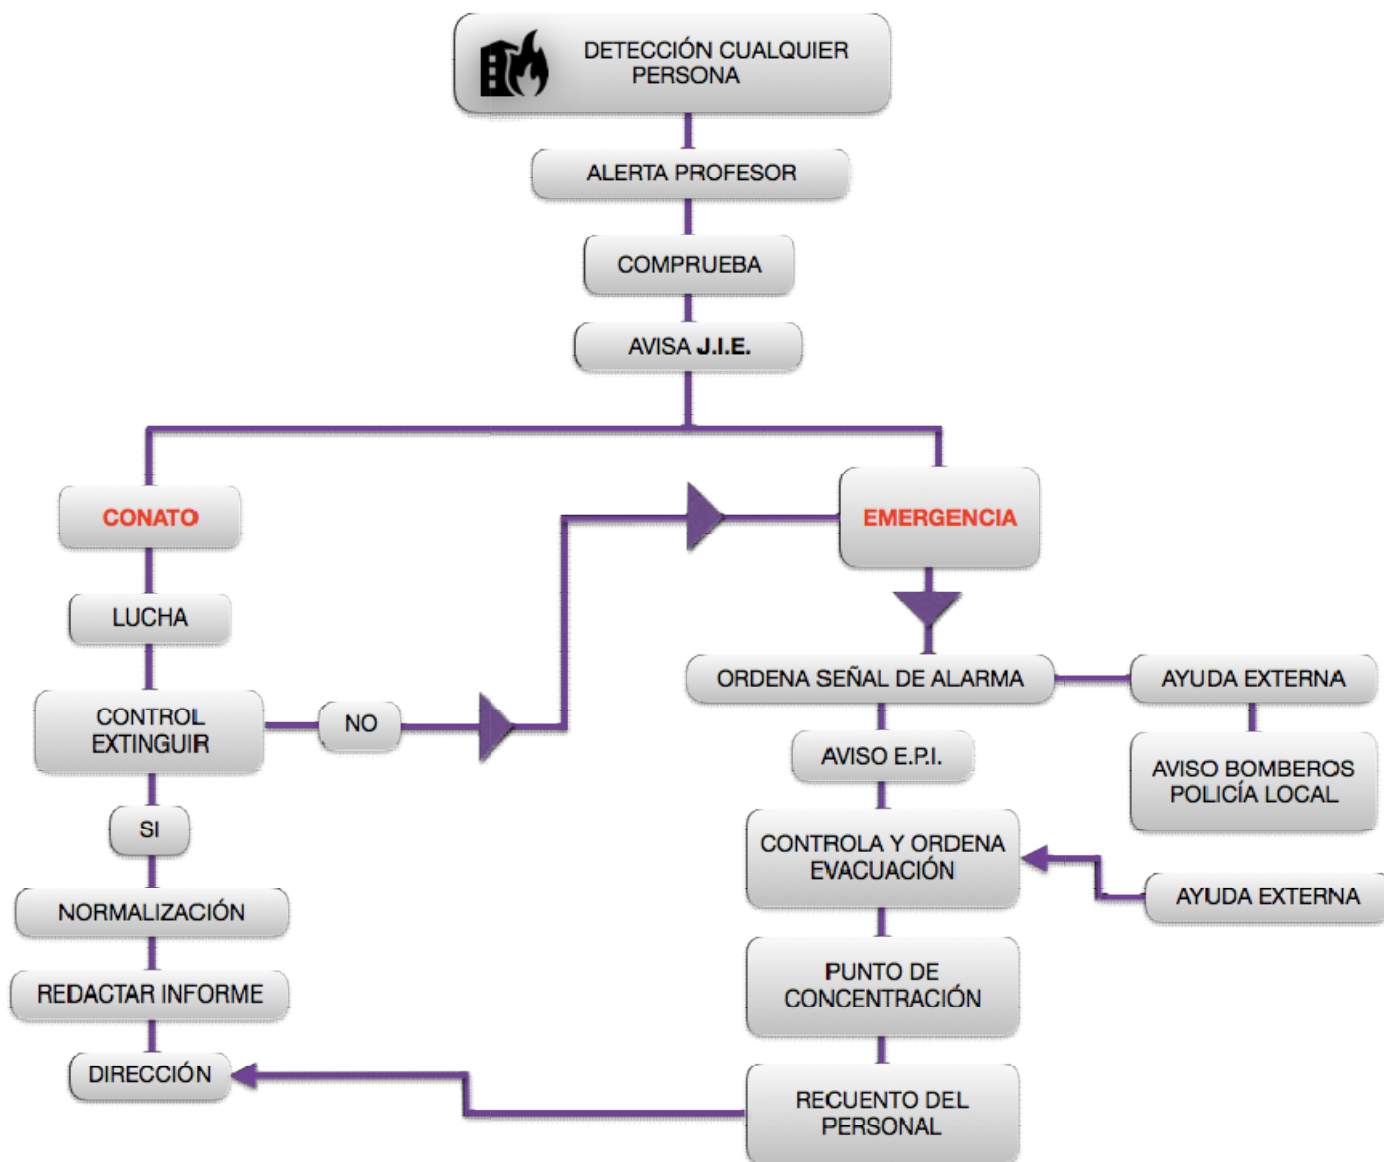 DETECCIÓN CUALQUIER
PERSONA
ALERTA PROFESOR
COMPRUEBA
AVISA J.I.E.
CONATO
EMERGENCIA
LUCHA
ORDENA SEÑAL DE ALARMA
AYUDA EXTERNA
CONTROL
EXTINGUIR
NO
AVISO E.P.I.
AVISO BOMBEROS
POLICÍA LOCAL
SI
CONTROLA Y ORDENA
EVACUACIÓN
AYUDA EXTERNA
NORMALIZACIÓN
PUNTO DE
CONCENTRACIÓN
REDACTAR INFORME
DIRECCIÓN
RECUENTO DEL
PERSONAL